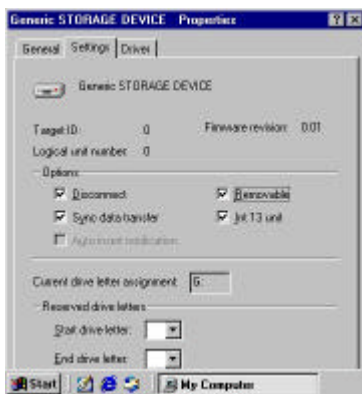 Generic STORAGE DEVICE Properties
General Settings Driver
Generic STORAGE DEVICE
Target ID: 0 Firmware revision: 0.01
Logical unit number: 0
Options
Disconnect Removable
Sync data transfer Int 13 unit
Auto insert notification
Current drive letter assignment: G:
Reserved drive letters
Start drive letter:
End drive letter:
Start My Computer